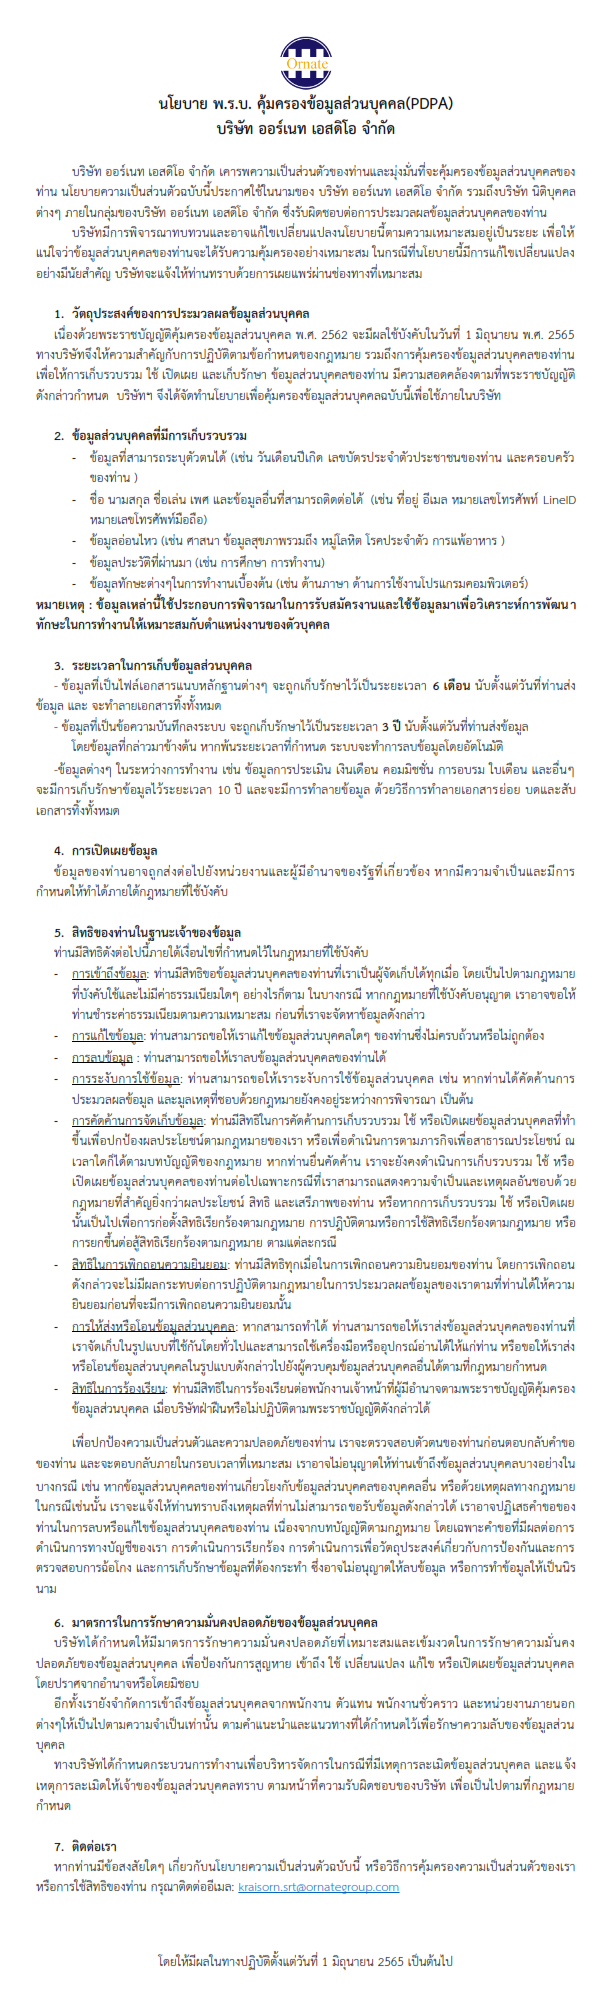 Ornate
นโยบาย พ.ร.บ. คุ้มครองข้อมูลส่วนบุคคล(PDPA)
บริษัท ออร์เนท เอสดิโอ จำกัด
บริษัท ออร์เนท เอสดิโอ จำกัด เคารพความเป็นส่วนตัวของท่านและมุ่งมั่นที่จะคุ้มครองข้อมูลส่วนบุคคลของ
ท่าน นโยบายความเป็นส่วนตัวฉบับนี้ประกาศใช้ในนามของ บริษัท ออร์เนท เอสดิโอ จำกัด รวมถึงบริษัท นิติบุคคล
ต่างๆ ภายในกลุ่มของบริษัท ออร์เนท เอสดิโอ จำกัด ซึ่งรับผิดชอบต่อการประมวลผลข้อมูลส่วนบุคคลของท่าน
บริษัทมีการพิจารณาทบทวนและอาจแก้ไขเปลี่ยนแปลงนโยบายนี้ตามความเหมาะสมอยู่เป็นระยะ เพื่อให้
แน่ใจว่าข้อมูลส่วนบุคคลของท่านจะได้รับความคุ้มครองอย่างเหมาะสม ในกรณีที่นโยบายนี้มีการแก้ไขเปลี่ยนแปลง
อย่างมีนัยสำคัญ บริษัทจะแจ้งให้ท่านทราบด้วยการเผยแพร่ผ่านช่องทางที่เหมาะสม
1. วัตถุประสงค์ของการประมวลผลข้อมูลส่วนบุคคล
เนื่องด้วยพระราชบัญญัติคุ้มครองข้อมูลส่วนบุคคล พ.ศ. 2562 จะมีผลใช้บังคับในวันที่ 1 มิถุนายน พ.ศ. 2565
ทางบริษัทจึงให้ความสำคัญกับการปฏิบัติตามข้อกำหนดของกฎหมาย รวมถึงการคุ้มครองข้อมูลส่วนบุคคลของท่าน
เพื่อให้การเก็บรวบรวม ใช้ เปิดเผย และเก็บรักษา ข้อมูลส่วนบุคคลของท่าน มีความสอดคล้องตามที่พระราชบัญญัติ
ดังกล่าวกำหนด บริษัทฯ จึงได้จัดทำนโยบายเพื่อคุ้มครองข้อมูลส่วนบุคคลฉบับนี้เพื่อใช้ภายในบริษัท
2. ข้อมูลส่วนบุคคลที่มีการเก็บรวบรวม
- ข้อมูลที่สามารถระบุตัวตนได้ (เช่น วันเดือนปีเกิด เลขบัตรประจำตัวประชาชนของท่าน และครอบครัว
ของท่าน )
- ชื่อ นามสกุล ชื่อเล่น เพศ และข้อมูลอื่นที่สามารถติดต่อได้ (เช่น ที่อยู่ อีเมล หมายเลขโทรศัพท์ LineID
หมายเลขโทรศัพท์มือถือ)
- ข้อมูลอ่อนไหว (เช่น ศาสนา ข้อมูลสุขภาพรวมถึง หมู่โลหิต โรคประจำตัว การแพ้อาหาร )
- ข้อมูลประวัติที่ผ่านมา (เช่น การศึกษา การทำงาน)
- ข้อมูลทักษะต่างๆในการทำงานเบื้องต้น (เช่น ด้านภาษา ด้านการใช้งานโปรแกรมคอมพิวเตอร์)
หมายเหตุ : ข้อมูลเหล่านี้ใช้ประกอบการพิจารณาในการรับสมัครงานและใช้ข้อมูลมาเพื่อวิเคราะห์การพัฒนา
ทักษะในการทำงานให้เหมาะสมกับตำแหน่งงานของตัวบุคคล
3. ระยะเวลาในการเก็บข้อมูลส่วนบุคคล
- ข้อมูลที่เป็นไฟล์เอกสารแนบหลักฐานต่างๆ จะถูกเก็บรักษาไว้เป็นระยะเวลา 6 เดือน นับตั้งแต่วันที่ท่านส่ง
ข้อมูล และ จะทำลายเอกสารทิ้งทั้งหมด
- ข้อมูลที่เป็นข้อความบันทึกลงระบบ จะถูกเก็บรักษาไว้เป็นระยะเวลา 3 ปี นับตั้งแต่วันที่ท่านส่งข้อมูล
โดยข้อมูลที่กล่าวมาข้างต้น หากพ้นระยะเวลาที่กำหนด ระบบจะทำการลบข้อมูลโดยอัตโนมัติ
-ข้อมูลต่างๆ ในระหว่างการทำงาน เช่น ข้อมูลการประเมิน เงินเดือน คอมมิชชั่น การอบรม ใบเตือน และอื่นๆ
จะมีการเก็บรักษาข้อมูลไว้ระยะเวลา 10 ปี และจะมีการทำลายข้อมูล ด้วยวิธีการทำลายเอกสารย่อย บดและสับ
เอกสารทิ้งทั้งหมด
4. การเปิดเผยข้อมูล
ข้อมูลของท่านอาจถูกส่งต่อไปยังหน่วยงานและผู้มีอำนาจของรัฐที่เกี่ยวข้อง หากมีความจำเป็นและมีการ
กำหนดให้ทำได้ภายใต้กฎหมายที่ใช้บังคับ
5. สิทธิของท่านในฐานะเจ้าของข้อมูล
ท่านมีสิทธิดังต่อไปนี้ภายใต้เงื่อนไขที่กำหนดไว้ในกฎหมายที่ใช้บังคับ
- การเข้าถึงข้อมูล: ท่านมีสิทธิขอข้อมูลส่วนบุคคลของท่านที่เราเป็นผู้จัดเก็บได้ทุกเมื่อ โดยเป็นไปตามกฎหมาย
ที่บังคับใช้และไม่มีค่าธรรมเนียมใดๆ อย่างไรก็ตาม ในบางกรณี หากกฎหมายที่ใช้บังคับอนุญาต เราอาจขอให้
ท่านชำระค่าธรรมเนียมตามความเหมาะสม ก่อนที่เราจะจัดหาข้อมูลดังกล่าว
- การแก้ไขข้อมูล: ท่านสามารถขอให้เราแก้ไขข้อมูลส่วนบุคคลใดๆ ของท่านซึ่งไม่ครบถ้วนหรือไม่ถูกต้อง
- การลบข้อมูล : ท่านสามารถขอให้เราลบข้อมูลส่วนบุคคลของท่านได้
- การระงับการใช้ข้อมูล: ท่านสามารถขอให้เราระงับการใช้ข้อมูลส่วนบุคคล เช่น หากท่านได้คัดค้านการ
ประมวลผลข้อมูล และมูลเหตุที่ชอบด้วยกฎหมายยังคงอยู่ระหว่างการพิจารณา เป็นต้น
- การคัดค้านการจัดเก็บข้อมูล: ท่านมีสิทธิในการคัดค้านการเก็บรวบรวม ใช้ หรือเปิดเผยข้อมูลส่วนบุคคลที่ทำ
ขึ้นเพื่อปกป้องผลประโยชน์ตามกฎหมายของเรา หรือเพื่อดำเนินการตามภารกิจเพื่อสาธารณประโยชน์ ณ
เวลาใดก็ได้ตามบทบัญญัติของกฎหมาย หากท่านยื่นคัดค้าน เราจะยังคงดำเนินการเก็บรวบรวม ใช้ หรือ
เปิดเผยข้อมูลส่วนบุคคลของท่านต่อไปเฉพาะกรณีที่เราสามารถแสดงความจำเป็นและเหตุผลอันชอบด้วย
กฎหมายที่สำคัญยิ่งกว่าผลประโยชน์ สิทธิ และเสรีภาพของท่าน หรือหากการเก็บรวบรวม ใช้ หรือเปิดเผย
นั้นเป็นไปเพื่อการก่อตั้งสิทธิเรียกร้องตามกฎหมาย การปฏิบัติตามหรือการใช้สิทธิเรียกร้องตามกฎหมาย หรือ
การยกขึ้นต่อสู้สิทธิเรียกร้องตามกฎหมาย ตามแต่ละกรณี
- สิทธิในการเพิกถอนความยินยอม: ท่านมีสิทธิทุกเมื่อในการเพิกถอนความยินยอมของท่าน โดยการเพิกถอน
ดังกล่าวจะไม่มีผลกระทบต่อการปฏิบัติตามกฎหมายในการประมวลผลข้อมูลของเราตามที่ท่านได้ให้ความ
ยินยอมก่อนที่จะมีการเพิกถอนความยินยอมนั้น
- การให้ส่งหรือโอนข้อมูลส่วนบุคคล: หากสามารถทำได้ ท่านสามารถขอให้เราส่งข้อมูลส่วนบุคคลของท่านที่
เราจัดเก็บในรูปแบบที่ใช้กันโดยทั่วไปและสามารถใช้เครื่องมือหรืออุปกรณ์อ่านได้ให้แก่ท่าน หรือขอให้เราส่ง
หรือโอนข้อมูลส่วนบุคคลในรูปแบบดังกล่าวไปยังผู้ควบคุมข้อมูลส่วนบุคคลอื่นได้ตามที่กฎหมายกำหนด
- สิทธิในการร้องเรียน: ท่านมีสิทธิในการร้องเรียนต่อพนักงานเจ้าหน้าที่ผู้มีอำนาจตามพระราชบัญญัติคุ้มครอง
ข้อมูลส่วนบุคคล เมื่อบริษัทฝ่าฝืนหรือไม่ปฏิบัติตามพระราชบัญญัติดังกล่าวได้
เพื่อปกป้องความเป็นส่วนตัวและความปลอดภัยของท่าน เราจะตรวจสอบตัวตนของท่านก่อนตอบกลับคำขอ
ของท่าน และจะตอบกลับภายในกรอบเวลาที่เหมาะสม เราอาจไม่อนุญาตให้ท่านเข้าถึงข้อมูลส่วนบุคคลบางอย่างใน
บางกรณี เช่น หากข้อมูลส่วนบุคคลของท่านเกี่ยวโยงกับข้อมูลส่วนบุคคลของบุคคลอื่น หรือด้วยเหตุผลทางกฎหมาย
ในกรณีเช่นนั้น เราจะแจ้งให้ท่านทราบถึงเหตุผลที่ท่านไม่สามารถขอรับข้อมูลดังกล่าวได้ เราอาจปฏิเสธคำขอของ
ท่านในการลบหรือแก้ไขข้อมูลส่วนบุคคลของท่าน เนื่องจากบทบัญญัติตามกฎหมาย โดยเฉพาะคำขอที่มีผลต่อการ
ดำเนินการทางบัญชีของเรา การดำเนินการเรียกร้อง การดำเนินการเพื่อวัตถุประสงค์เกี่ยวกับการป้องกันและการ
ตรวจสอบการฉ้อโกง และการเก็บรักษาข้อมูลที่ต้องกระทำ ซึ่งอาจไม่อนุญาตให้ลบข้อมูล หรือการทำข้อมูลให้เป็นนิร
นาม
6. มาตรการในการรักษาความมั่นคงปลอดภัยของข้อมูลส่วนบุคคล
บริษัทได้กำหนดให้มีมาตรการรักษาความมั่นคงปลอดภัยที่เหมาะสมและเข้มงวดในการรักษาความมั่นคง
ปลอดภัยของข้อมูลส่วนบุคคล เพื่อป้องกันการสูญหาย เข้าถึง ใช้ เปลี่ยนแปลง แก้ไข หรือเปิดเผยข้อมูลส่วนบุคคล
โดยปราศจากอำนาจหรือโดยมิชอบ
อีกทั้งเรายังจำกัดการเข้าถึงข้อมูลส่วนบุคคลจากพนักงาน ตัวแทน พนักงานชั่วคราว และหน่วยงานภายนอก
ต่างๆให้เป็นไปตามความจำเป็นเท่านั้น ตามคำแนะนำและแนวทางที่ได้กำหนดไว้เพื่อรักษาความลับของข้อมูลส่วน
บุคคล
ทางบริษัทได้กำหนดกระบวนการทำงานเพื่อบริหารจัดการในกรณีที่มีเหตุการละเมิดข้อมูลส่วนบุคคล และแจ้ง
เหตุการละเมิดให้เจ้าของข้อมูลส่วนบุคคลทราบ ตามหน้าที่ความรับผิดชอบของบริษัท เพื่อเป็นไปตามที่กฎหมาย
กำหนด
7. ติดต่อเรา
หากท่านมีข้อสงสัยใดๆ เกี่ยวกับนโยบายความเป็นส่วนตัวฉบับนี้ หรือวิธีการคุ้มครองความเป็นส่วนตัวของเรา
หรือการใช้สิทธิของท่าน กรุณาติดต่ออีเมล: kraisorn.srt@ornategroup.com
โดยให้มีผลในทางปฏิบัติตั้งแต่วันที่ 1 มิถุนายน 2565 เป็นต้นไป